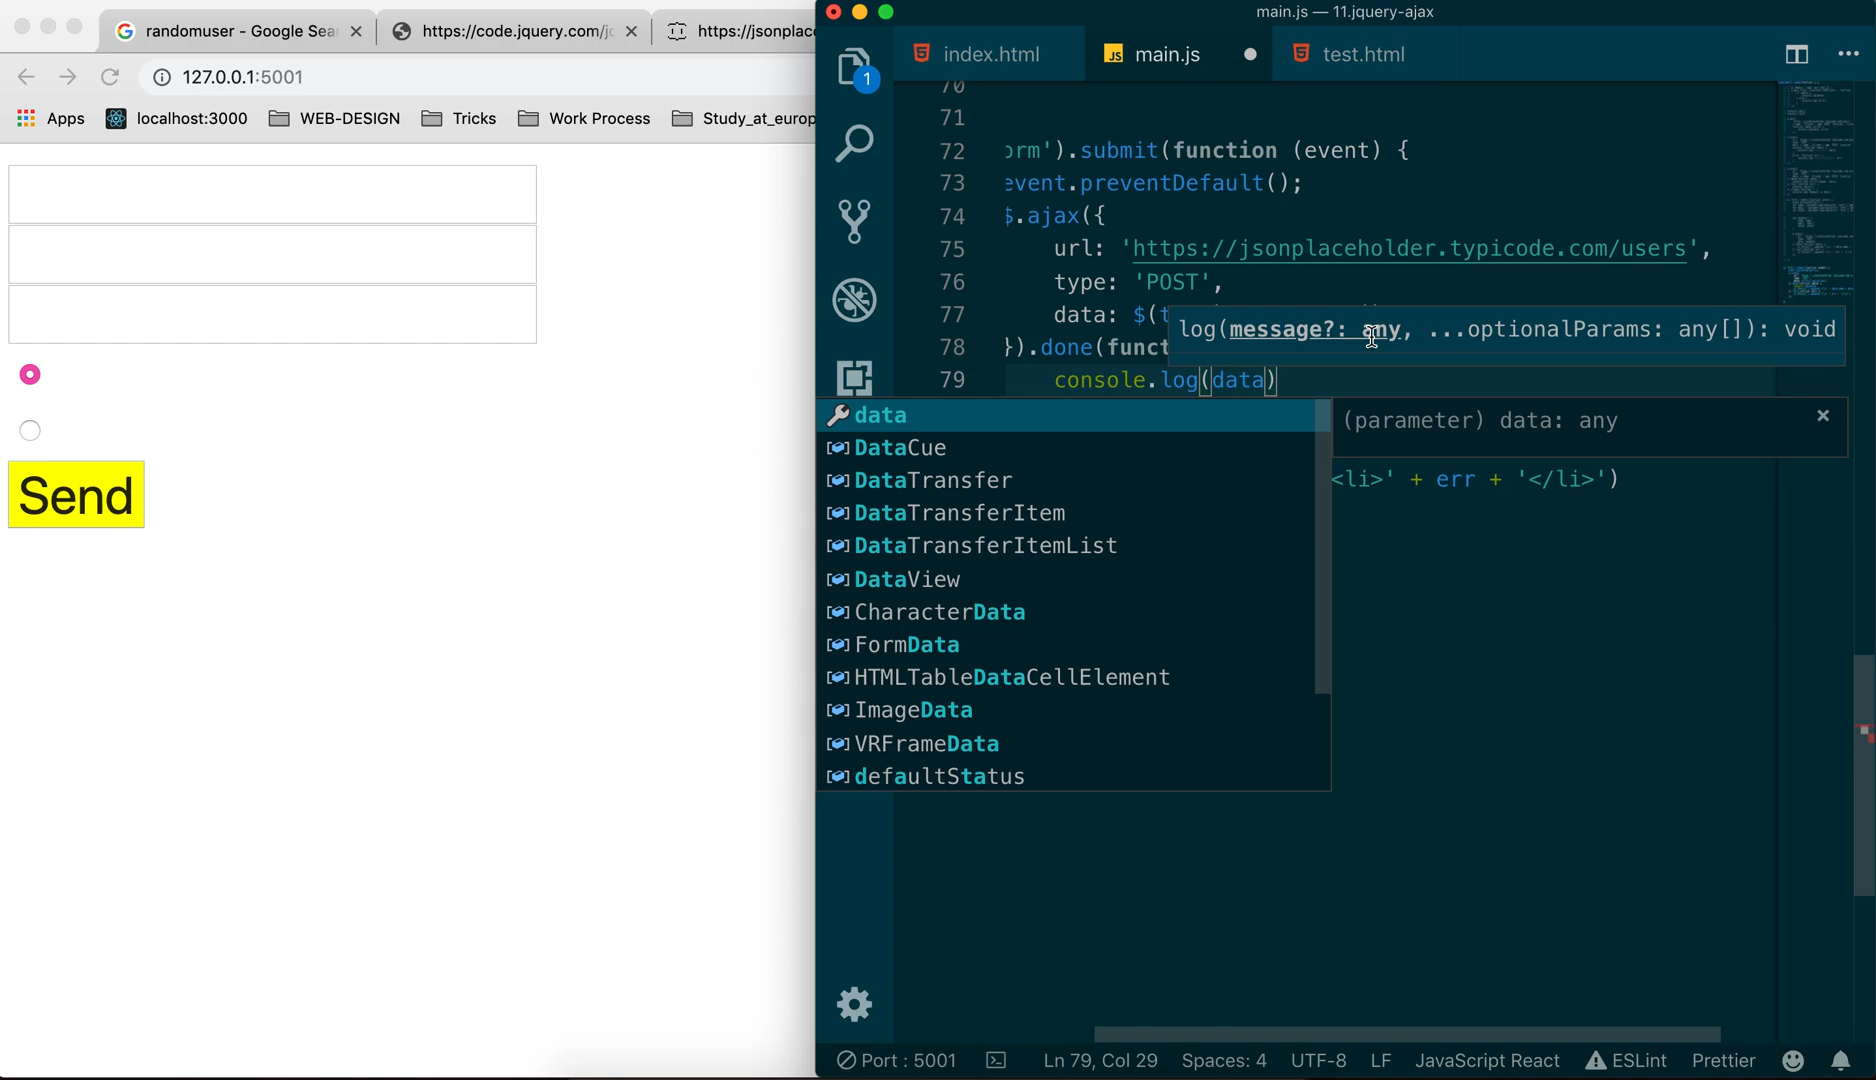 randomuser - Google Sea
https://code.jquery.com/jc
https://jsonplace
127.0.0.1:5001
Apps
localhost:3000
WEB-DESIGN
Tricks
Work Process
Study_at_europ
Send
main.js — 11.jquery-ajax
1
index.html
main.js
test.html
70
71
72 orm').submit(function (event) {
73 event.preventDefault();
74 $.ajax({
75 url: 'https://jsonplaceholder.typicode.com/users',
76 type: 'POST',
77 data: $(t
log(message?: any, ...optionalParams: any[]): void
78 }).done(funct
79 console.log(data)
data
(parameter) data: any
DataCue
DataTransfer
<li>' + err + '</li>')
DataTransferItem
DataTransferItemList
DataView
CharacterData
FormData
HTMLTableDataCellElement
ImageData
VRFrameData
defaultStatus
Port : 5001
Ln 79, Col 29
Spaces: 4
UTF-8
LF
JavaScript React
ESLint
Prettier